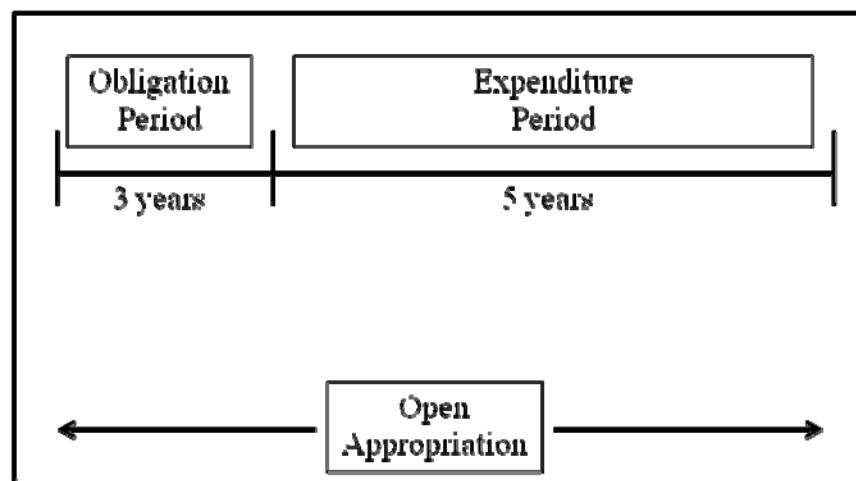 Obligation
Period
Expenditure
Period
3 years
5 years
Open
Appropriation